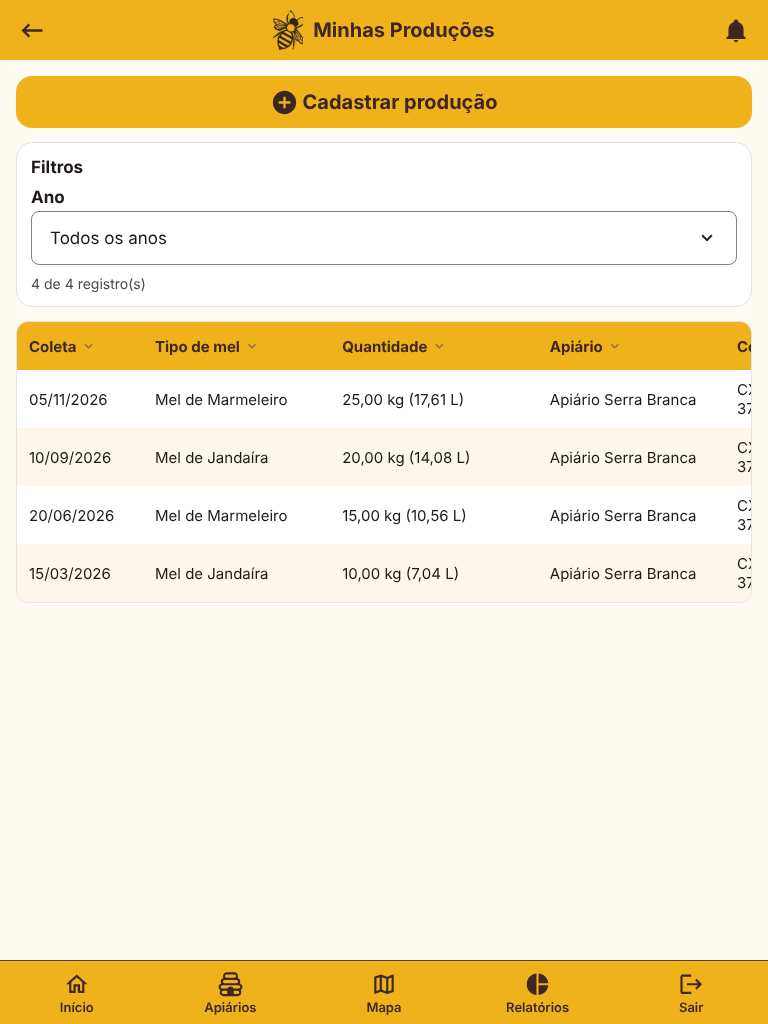 Minhas Produções
Cadastrar produção
Filtros
Ano
Todos os anos
4 de 4 registro(s)
Coleta Tipo de mel Quantidade Apiário
05/11/2026 Mel de Marmeleiro 25,00 kg (17,61 L) Apiário Serra Branca
10/09/2026 Mel de Jandaíra 20,00 kg (14,08 L) Apiário Serra Branca
20/06/2026 Mel de Marmeleiro 15,00 kg (10,56 L) Apiário Serra Branca
15/03/2026 Mel de Jandaíra 10,00 kg (7,04 L) Apiário Serra Branca
Início Apiários Mapa Relatórios Sair